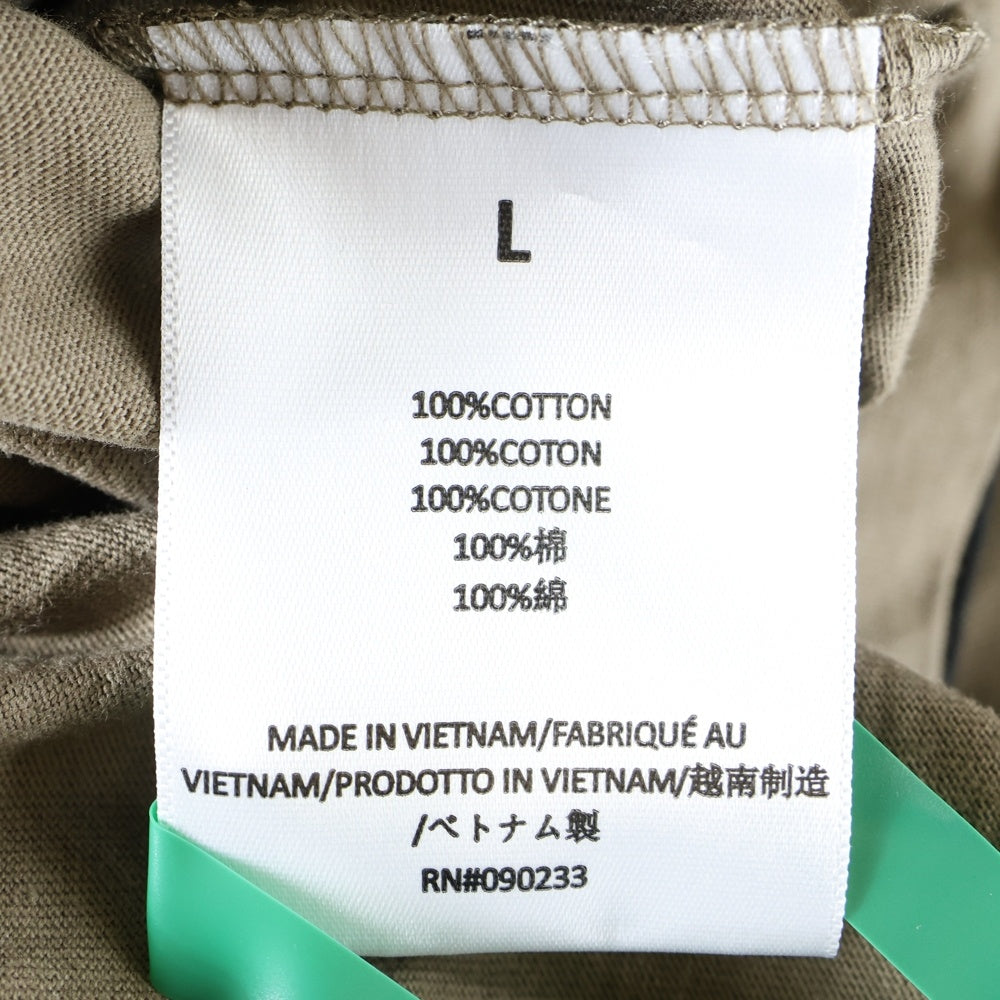 L
100%COTTON
100%COTON
100%COTONE
100%棉
100%綿
MADE IN VIETNAM/FABRIQUÉ AU
VIETNAM/PRODOTTO IN VIETNAM/越南制造
/ベトナム製
RN#090233